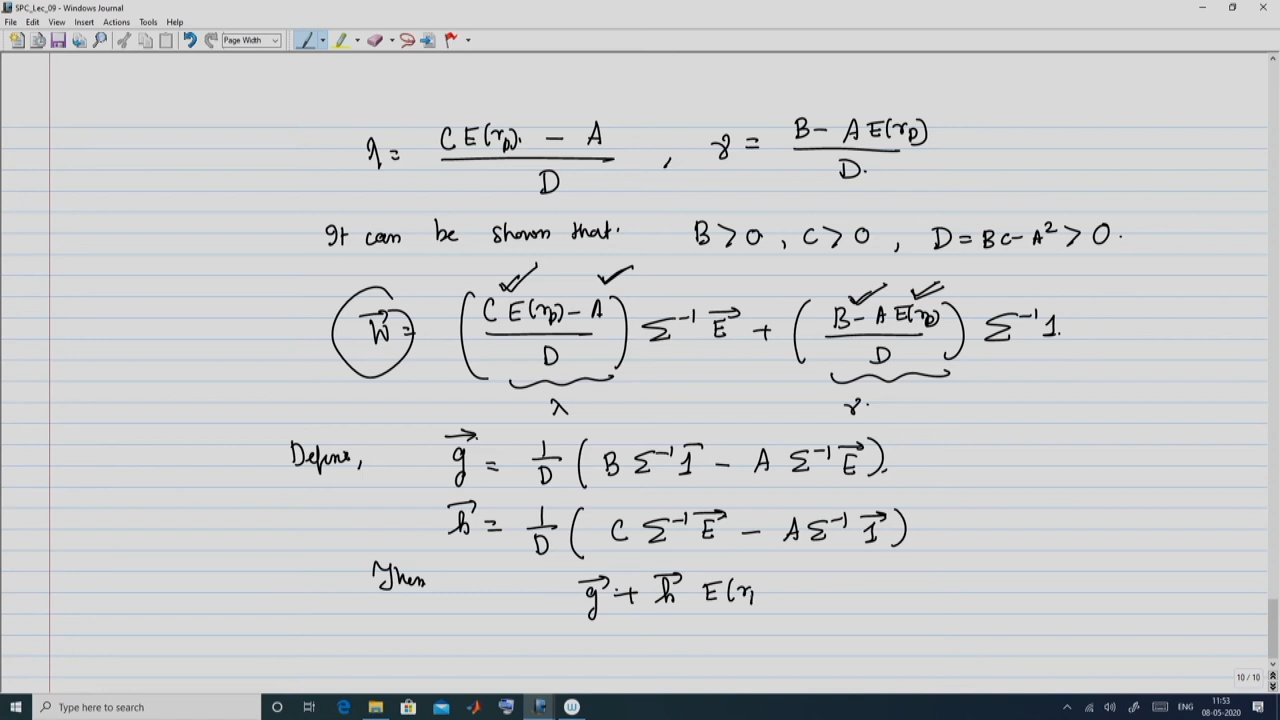 SPC_Lec_09 - Windows Journal
File Edit View Insert Actions Tools Help
Page Width
λ = (C E(r_p) - A) / D , γ = (B - A E(r_p)) / D.
It can be shown that. B > 0 , C > 0 , D = BC - A² > 0.
W⃗ = ((C E(r_p) - A) / D) Σ⁻¹ E⃗ + ((B - A E(r_p)) / D) Σ⁻¹ 1.
λ γ.
Define, g⃗ = 1/D (B Σ⁻¹ 1⃗ - A Σ⁻¹ E⃗).
h⃗ = 1/D (C Σ⁻¹ E⃗ - A Σ⁻¹ 1⃗)
Then g⃗ + h⃗ E(r
10 / 10
Type here to search
ENG
11:53
08-05-2020